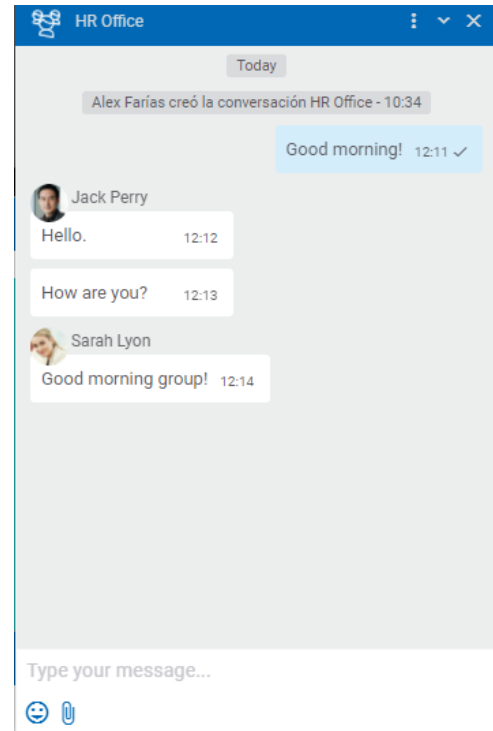 HR Office
Today
Alex Farías creó la conversación HR Office - 10:34
Good morning! 12:11
Jack Perry
Hello. 12:12
How are you? 12:13
Sarah Lyon
Good morning group! 12:14
Type your message...